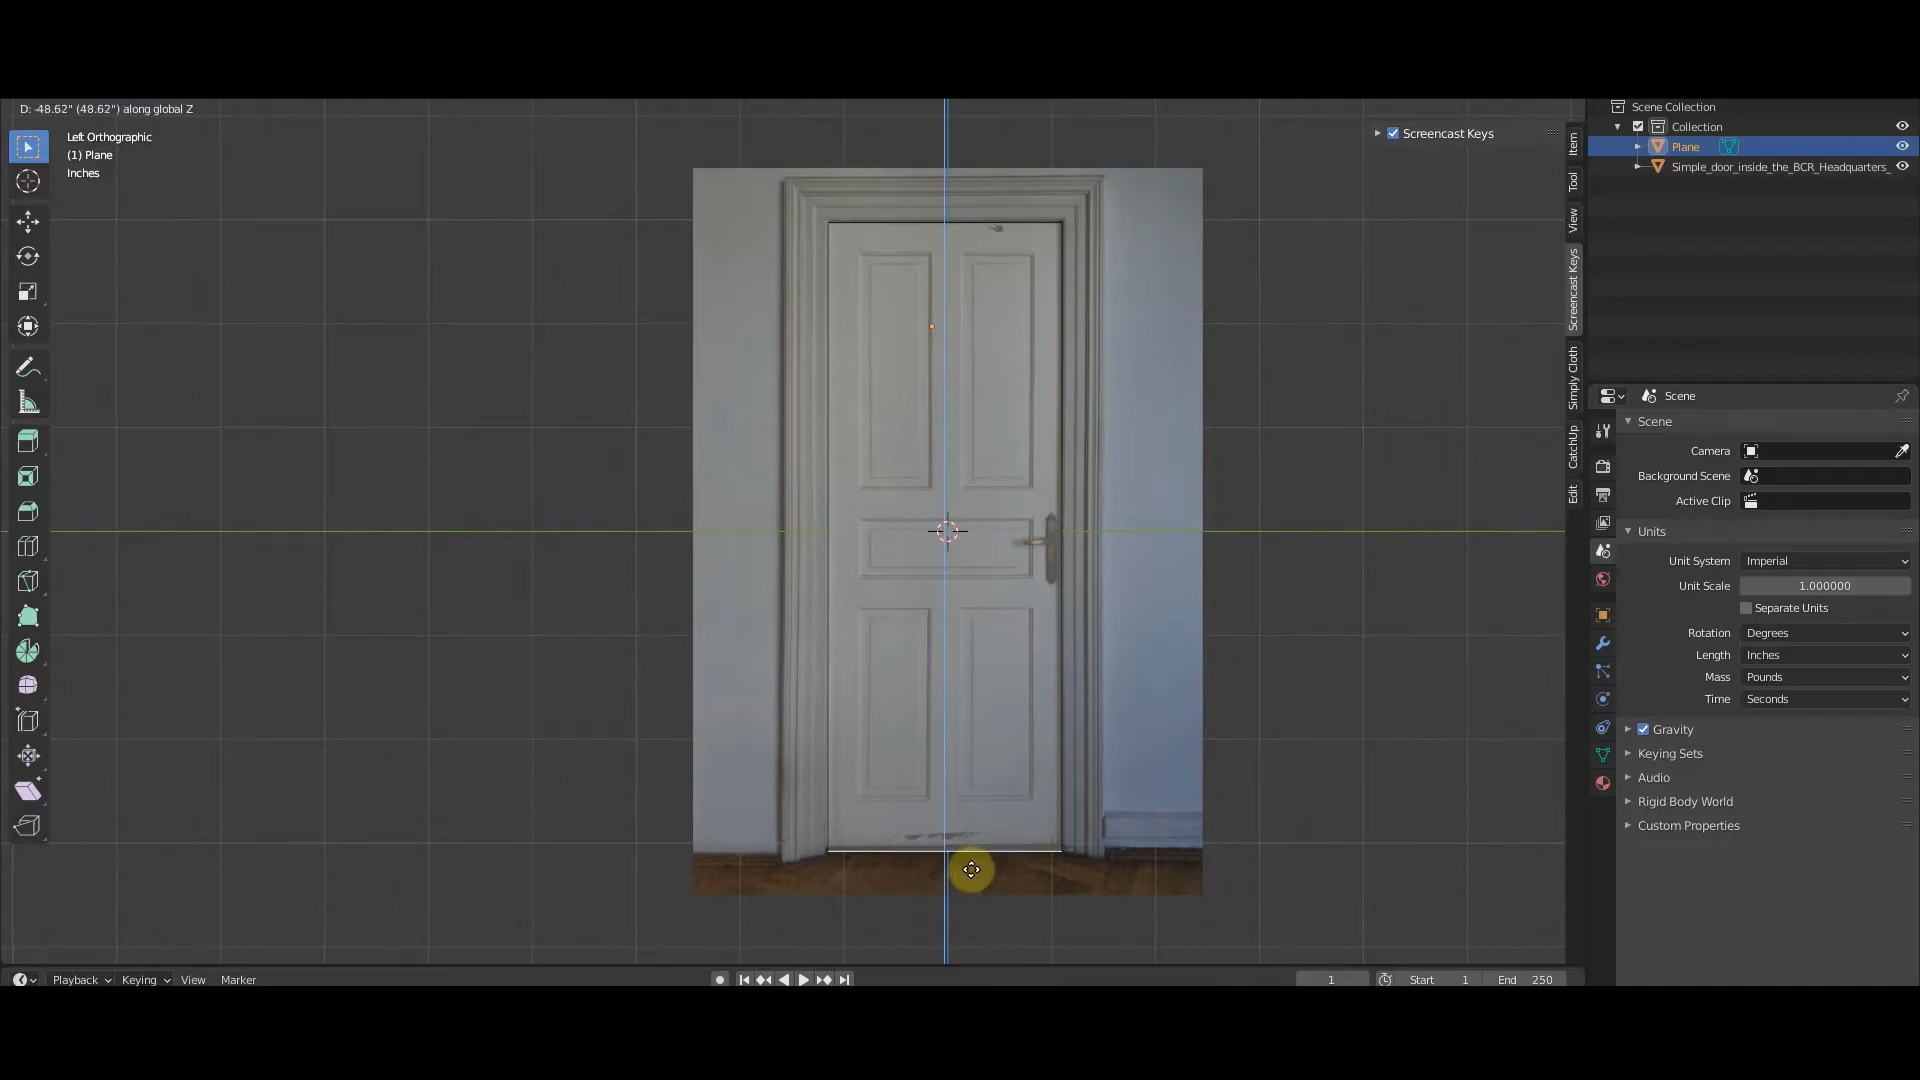 D: -48.62" (48.62") along global Z
Left Orthographic
(1) Plane
Inches
Screencast Keys
Item
Tool
View
Screencast Keys
Simply Cloth
CatchUp
Edit
Scene Collection
Collection
Plane
Simple_door_inside_the_BCR_Headquarters_
Scene
Scene
Camera
Background Scene
Active Clip
Units
Unit System Imperial
Unit Scale 1.000000
Separate Units
Rotation Degrees
Length Inches
Mass Pounds
Time Seconds
Gravity
Keying Sets
Audio
Rigid Body World
Custom Properties
Playback Keying View Marker 1 Start 1 End 250